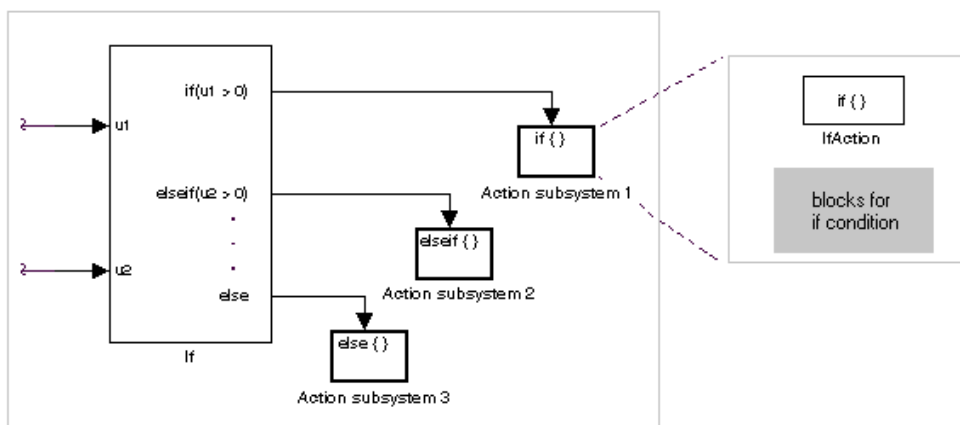 if(u1 > 0)
u1
elseif(u2 > 0)
u2
else
If
if { }
Action subsystem 1
elseif { }
Action subsystem 2
else { }
Action subsystem 3
if { }
IfAction
blocks for
if condition